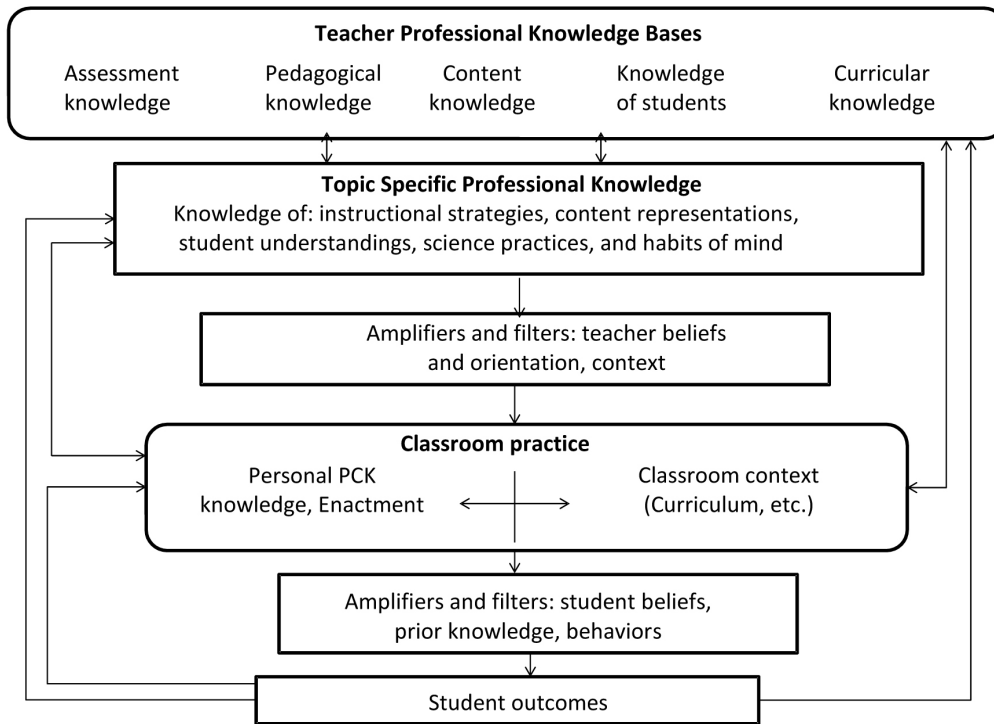 Teacher Professional Knowledge Bases
Assessment knowledge
Pedagogical knowledge
Content knowledge
Knowledge of students
Curricular knowledge
Topic Specific Professional Knowledge
Knowledge of: instructional strategies, content representations,
student understandings, science practices, and habits of mind
Amplifiers and filters: teacher beliefs
and orientation, context
Classroom practice
Personal PCK
knowledge, Enactment
Classroom context
(Curriculum, etc.)
Amplifiers and filters: student beliefs,
prior knowledge, behaviors
Student outcomes